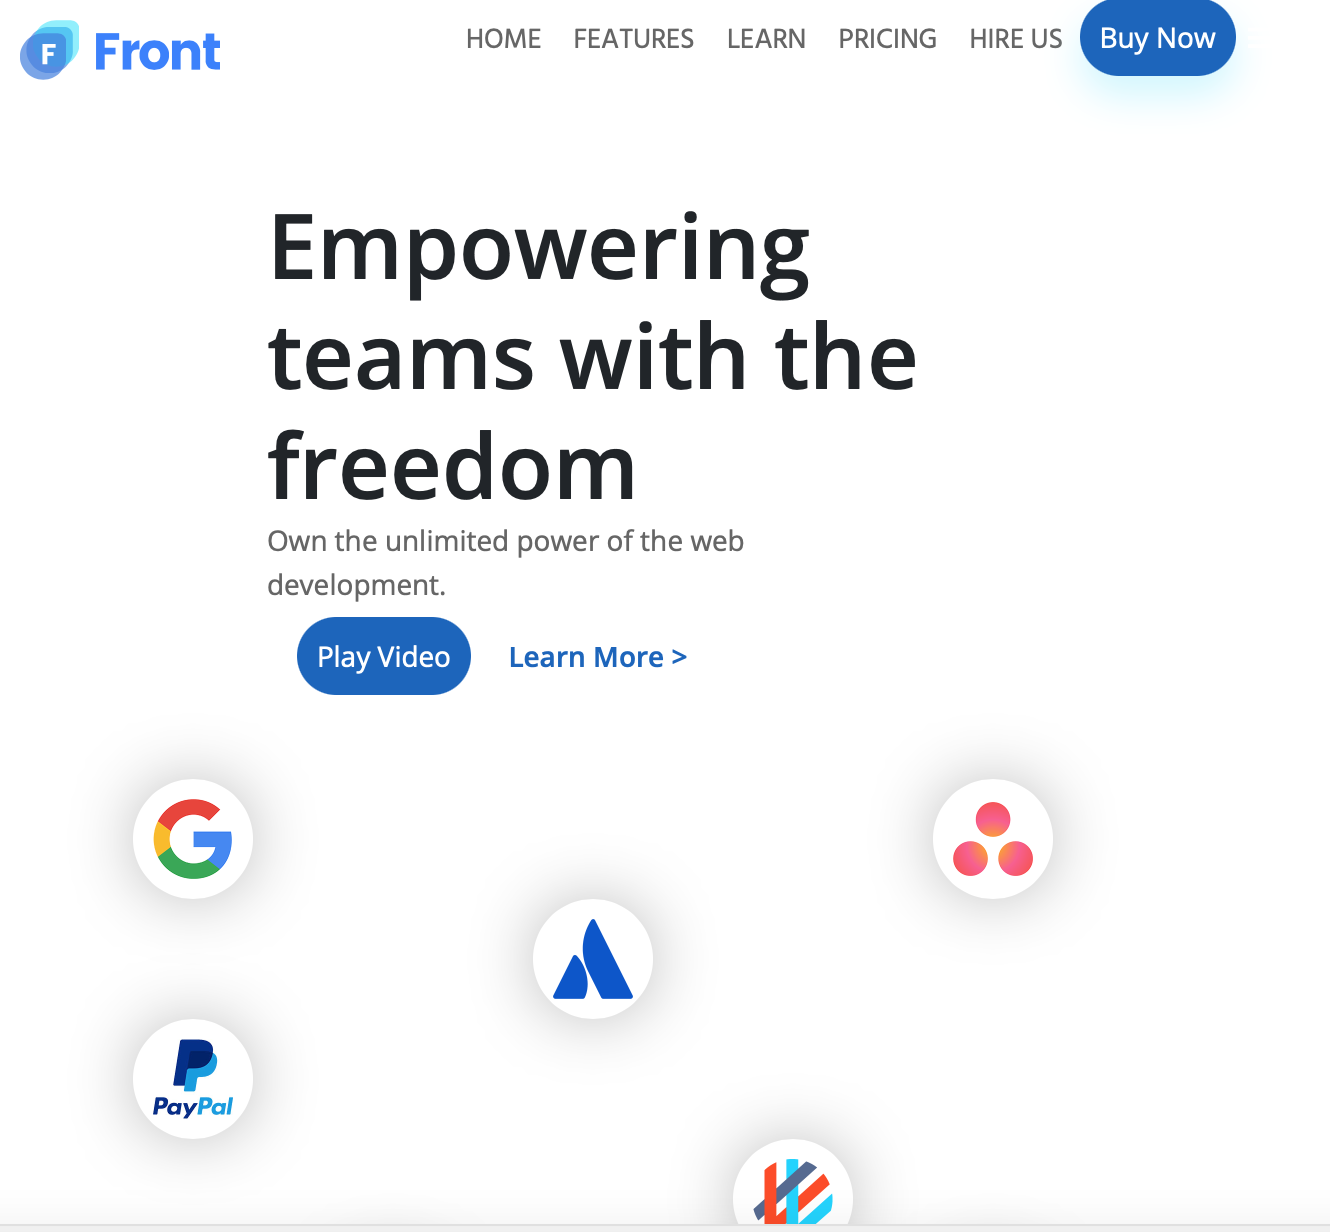 F Front
HOME FEATURES LEARN PRICING HIRE US Buy Now
Empowering
teams with the
freedom
Own the unlimited power of the web
development.
Play Video Learn More >
PayPal